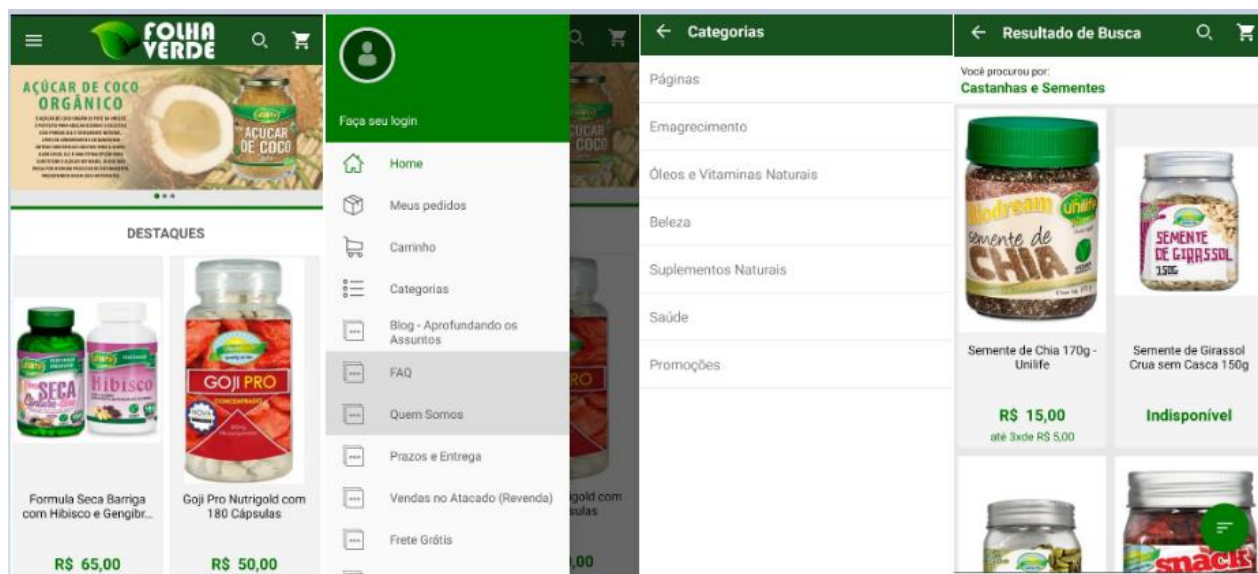 FOLHA
VERDE
AÇÚCAR DE COCO
ORGÂNICO
AÇUCAR
DE COCO
DESTAQUES
SECA
Hibisco
GOJI PRO
CONCENTRADO
NOVA
Formula Seca Barriga
com Hibisco e Gengibr...
R$ 65,00
Goji Pro Nutrigold com
180 Cápsulas
R$ 50,00
Faça seu login
Home
Meus pedidos
Carrinho
Categorias
Blog - Aprofundando os
Assuntos
FAQ
Quem Somos
Prazos e Entrega
Vendas no Atacado (Revenda)
Frete Grátis
Categorias
Páginas
Emagrecimento
Óleos e Vitaminas Naturais
Beleza
Suplementos Naturais
Saúde
Promoções
Resultado de Busca
Você procurou por:
Castanhas e Sementes
Biodream
unilife
semente de
CHIA
Semente de Chia 170g -
Unilife
R$ 15,00
até 3xde R$ 5,00
SEMENTE
DE GIRASSOL
150G
Semente de Girassol
Crua sem Casca 150g
Indisponível
snack